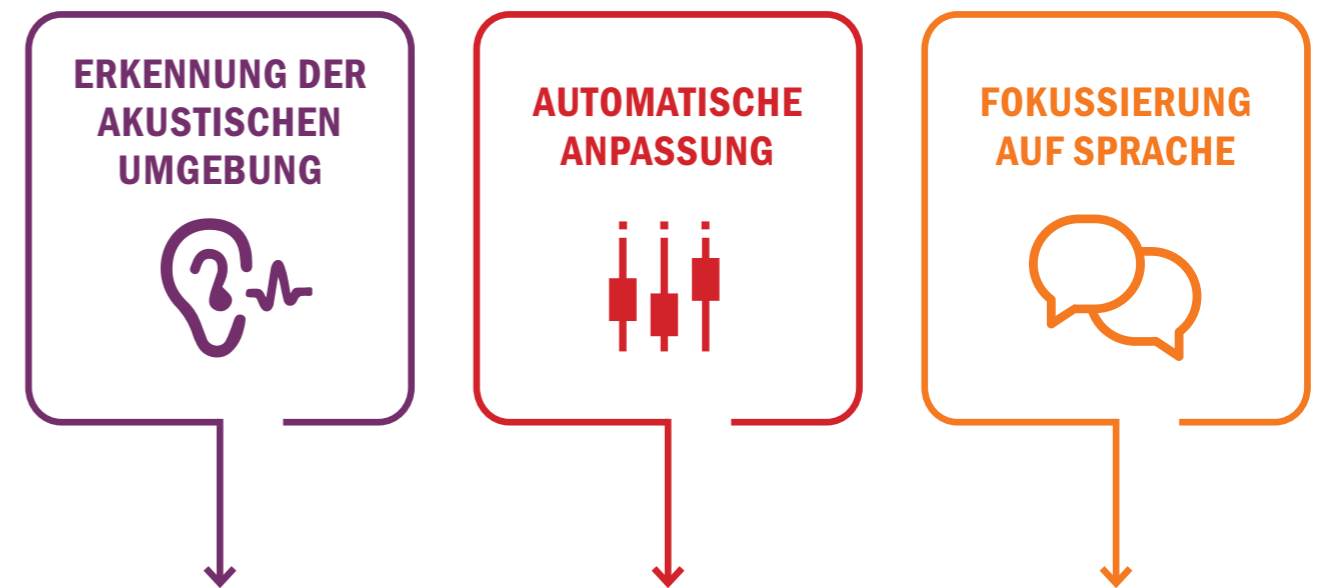 ERKENNUNG DER
AKUSTISCHEN
UMGEBUNG
AUTOMATISCHE
ANPASSUNG
FOKUSSIERUNG
AUF SPRACHE